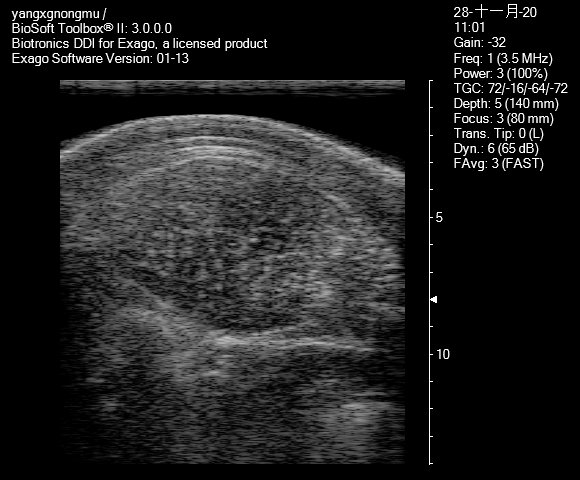 yangxgnongmu /
BioSoft Toolbox® II: 3.0.0.0
Biotronics DDI for Exago, a licensed product
Exago Software Version: 01-13
28-十一月-20
11:01
Gain: -32
Freq: 1 (3.5 MHz)
Power: 3 (100%)
TGC: 72/-16/-64/-72
Depth: 5 (140 mm)
Focus: 3 (80 mm)
Trans. Tip: 0 (L)
Dyn.: 6 (65 dB)
FAvg: 3 (FAST)
5
10